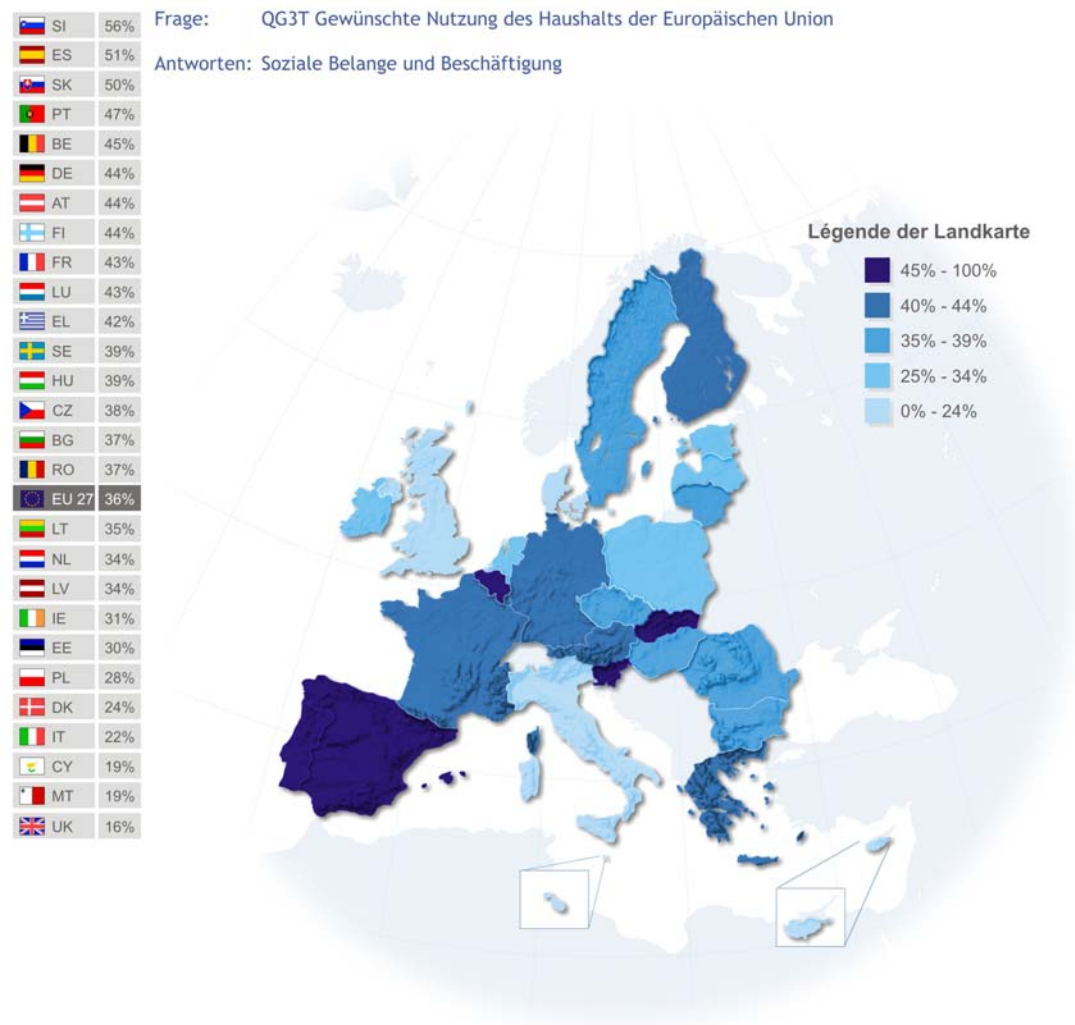 Frage: QG3T Gewünschte Nutzung des Haushalts der Europäischen Union
Antworten: Soziale Belange und Beschäftigung
SI 56%
ES 51%
SK 50%
PT 47%
BE 45%
DE 44%
AT 44%
FI 44%
FR 43%
LU 43%
EL 42%
SE 39%
HU 39%
CZ 38%
BG 37%
RO 37%
EU 27 36%
LT 35%
NL 34%
LV 34%
IE 31%
EE 30%
PL 28%
DK 24%
IT 22%
CY 19%
MT 19%
UK 16%
Légende der Landkarte
45% - 100%
40% - 44%
35% - 39%
25% - 34%
0% - 24%